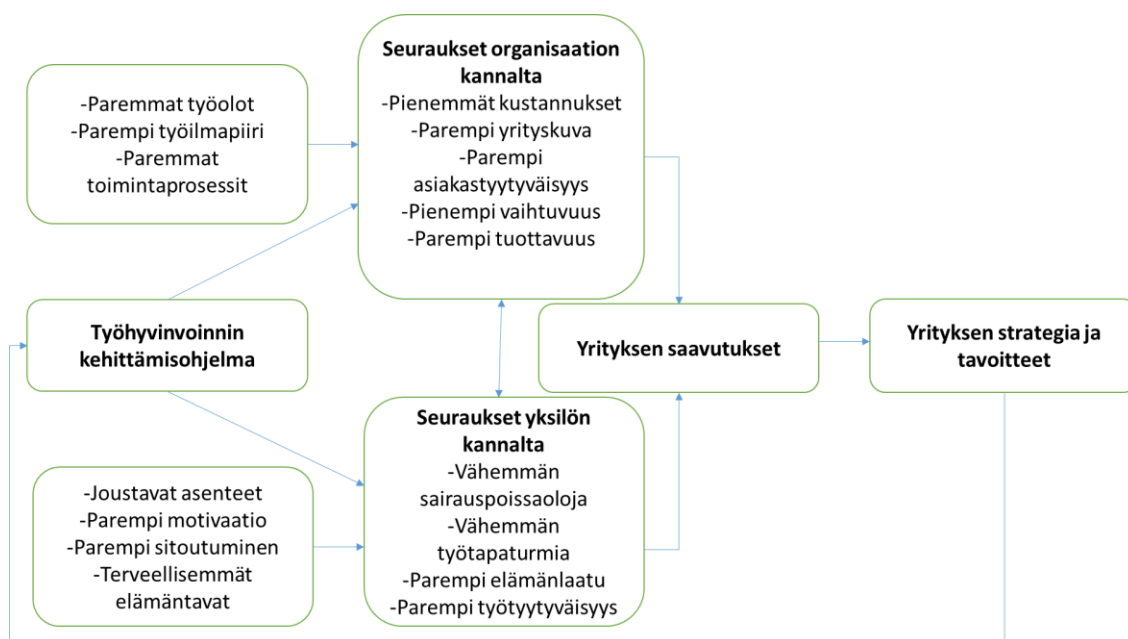 -Paremmat työolot
-Parempi työilmapiiri
-Paremmat
toimintaprosessit
Seuraukset organisaation
kannalta
-Pienemmät kustannukset
-Parempi yrityskuva
-Parempi
asiakastyytyväisyys
-Pienempi vaihtuvuus
-Parempi tuottavuus
Työhyvinvoinnin
kehittämisohjelma
Yrityksen saavutukset
Yrityksen strategia ja
tavoitteet
-Joustavat asenteet
-Parempi motivaatio
-Parempi sitoutuminen
-Terveellisemmät
elämäntavat
Seuraukset yksilön
kannalta
-Vähemmän
sairauspoissaoloja
-Vähemmän
työtapaturmia
-Parempi elämänlaatu
-Parempi työtyytyväisyys